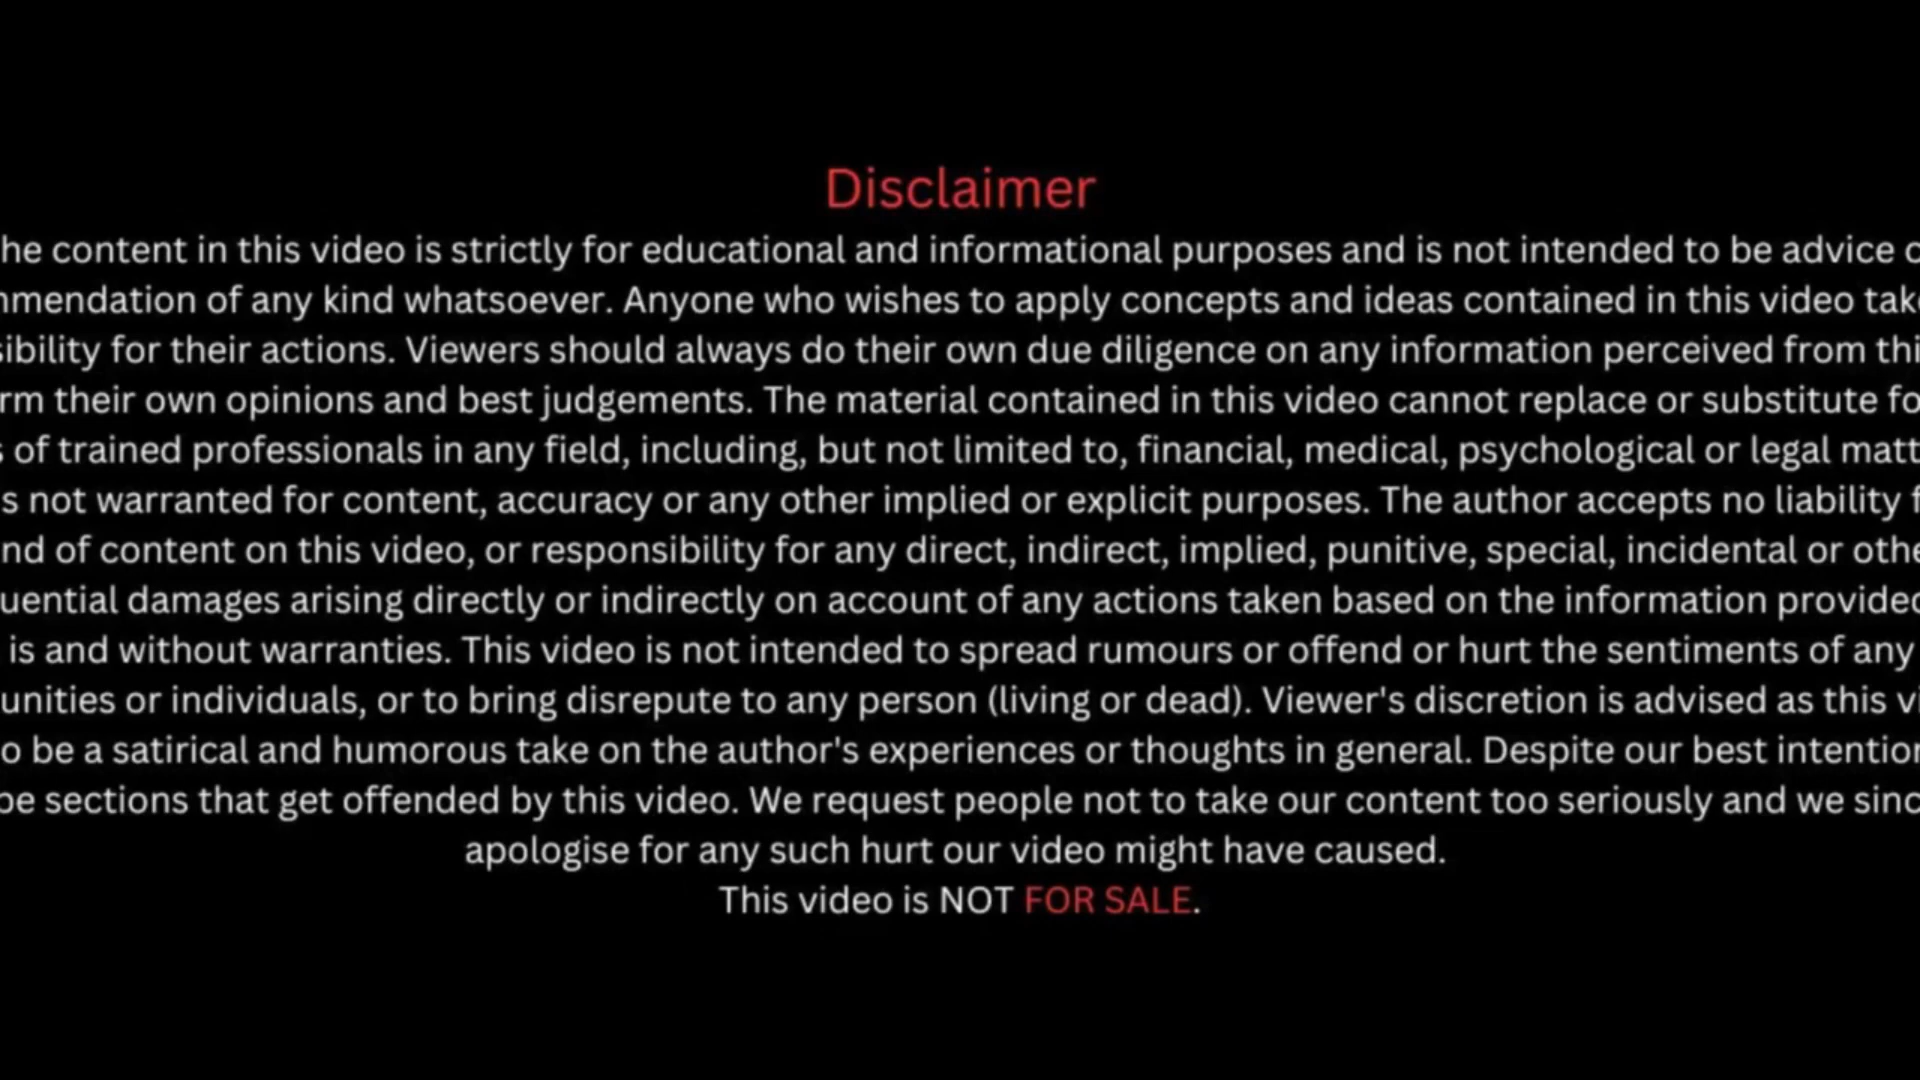 Disclaimer
he content in this video is strictly for educational and informational purposes and is not intended to be advice
mmendation of any kind whatsoever. Anyone who wishes to apply concepts and ideas contained in this video take
sibility for their actions. Viewers should always do their own due diligence on any information perceived from thi
rm their own opinions and best judgements. The material contained in this video cannot replace or substitute fo
s of trained professionals in any field, including, but not limited to, financial, medical, psychological or legal matt
s not warranted for content, accuracy or any other implied or explicit purposes. The author accepts no liability f
nd of content on this video, or responsibility for any direct, indirect, implied, punitive, special, incidental or othe
uential damages arising directly or indirectly on account of any actions taken based on the information provided
is and without warranties. This video is not intended to spread rumours or offend or hurt the sentiments of any
unities or individuals, or to bring disrepute to any person (living or dead). Viewer's discretion is advised as this vi
o be a satirical and humorous take on the author's experiences or thoughts in general. Despite our best intention
be sections that get offended by this video. We request people not to take our content too seriously and we sinc
apologise for any such hurt our video might have caused.
This video is NOT FOR SALE.